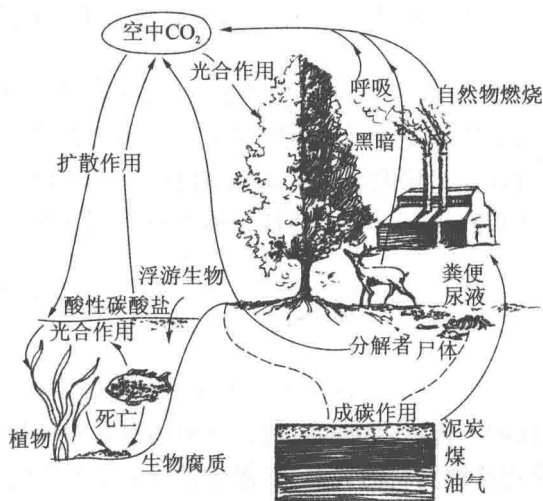 空中CO₂
光合作用
呼吸
自然物燃烧
黑暗
扩散作用
浮游生物
粪便
尿液
酸性碳酸盐
光合作用
分解者
尸体
死亡
成碳作用
植物
生物腐质
泥炭
煤
油气